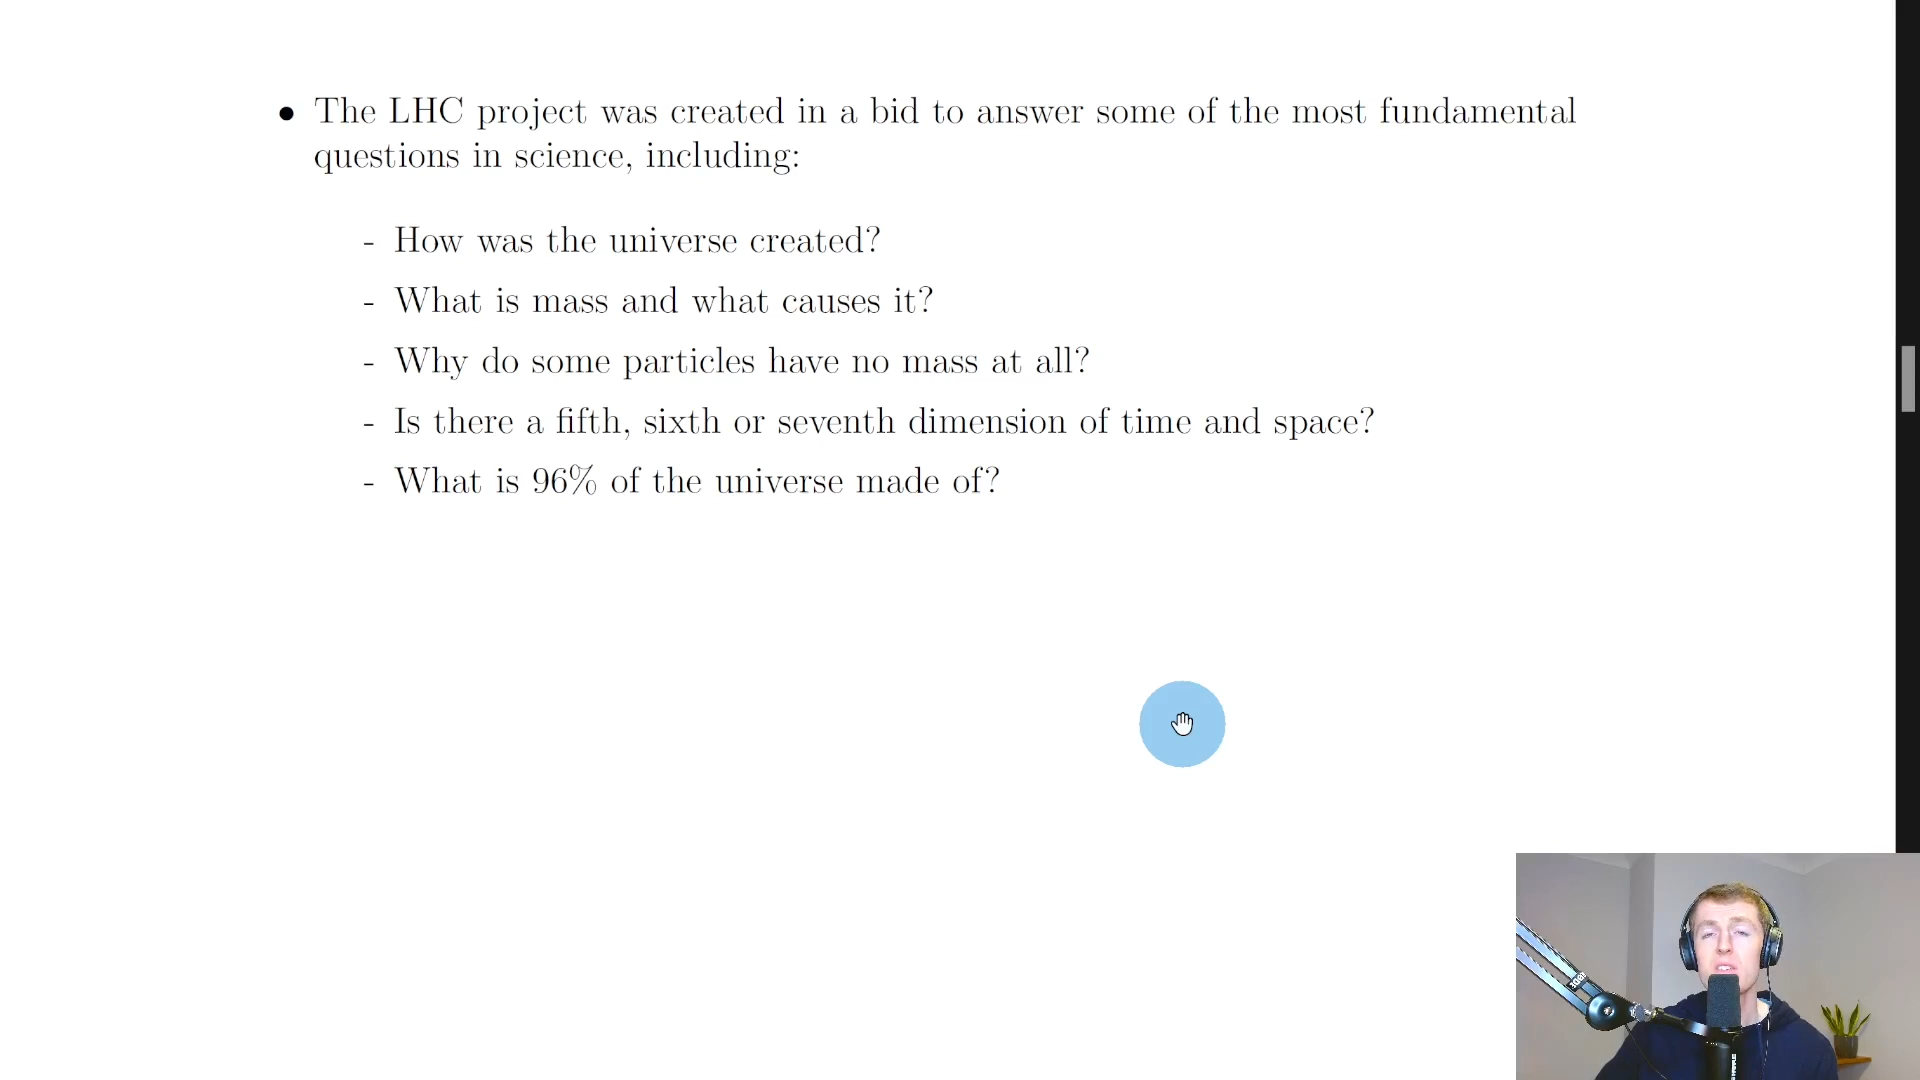 • The LHC project was created in a bid to answer some of the most fundamental
questions in science, including:
- How was the universe created?
- What is mass and what causes it?
- Why do some particles have no mass at all?
- Is there a fifth, sixth or seventh dimension of time and space?
- What is 96% of the universe made of?